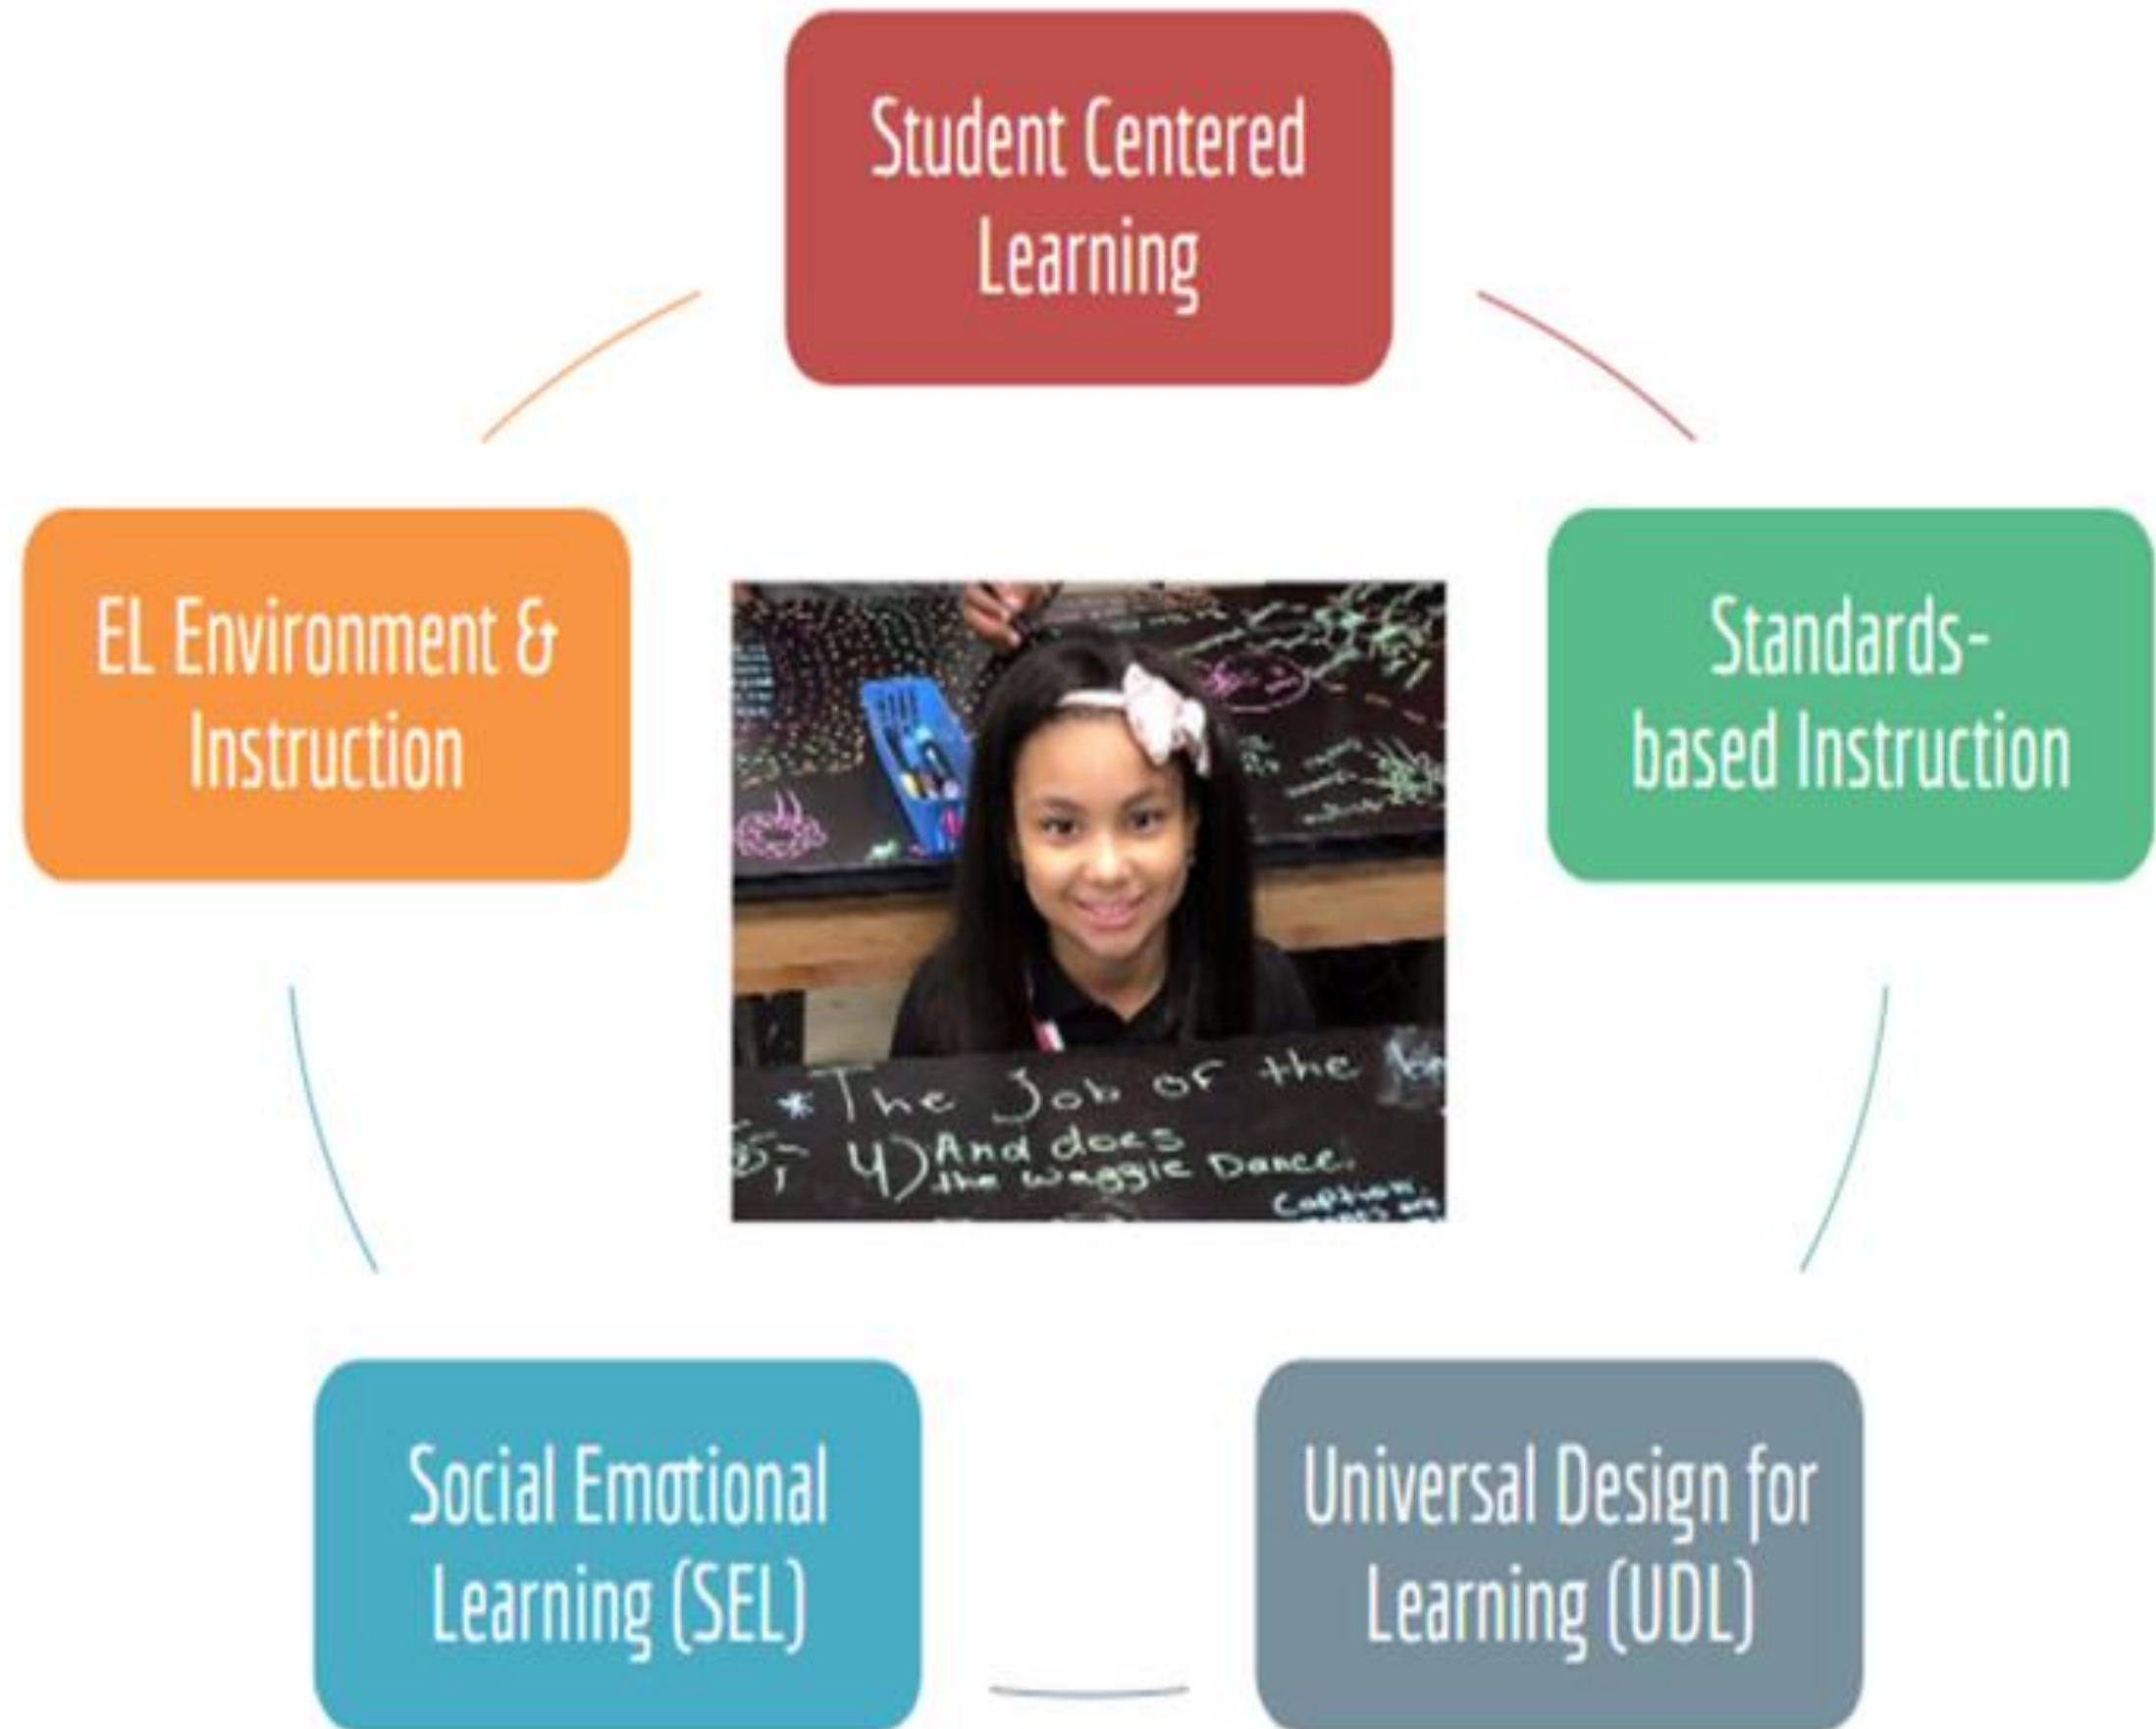 Student Centered
Learning
EL Environment &
Instruction
Standards-
based Instruction
*The Job of the
4) And does
the waggle Dance.
Caption
Social Emotional
Learning (SEL)
Universal Design for
Learning (UDL)